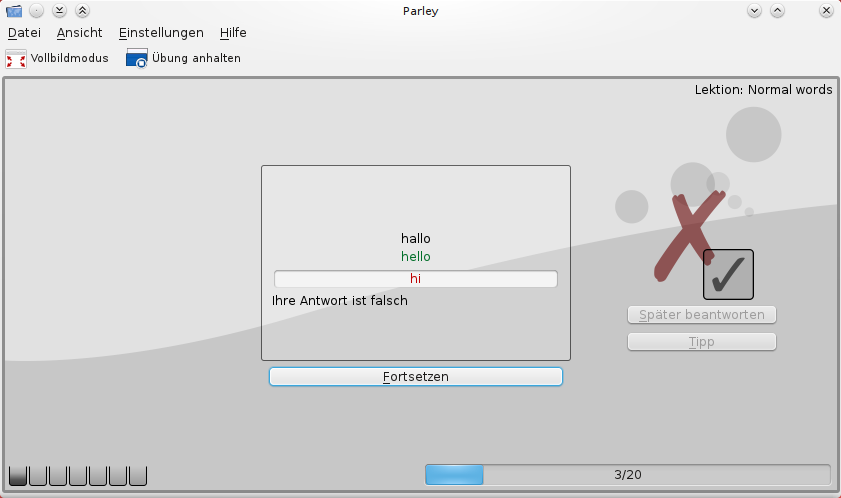 Parley
Datei Ansicht Einstellungen Hilfe
Vollbildmodus Übung anhalten
Lektion: Normal words
hallo
hello
hi
Ihre Antwort ist falsch
Später beantworten
Tipp
Fortsetzen
3/20